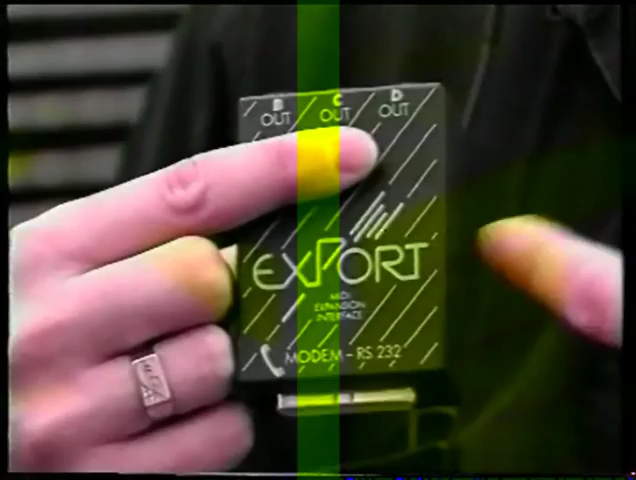 B C D
OUT OUT OUT
EXPORT
MIDI
EXPANSION
INTERFACE
MODEM - RS 232